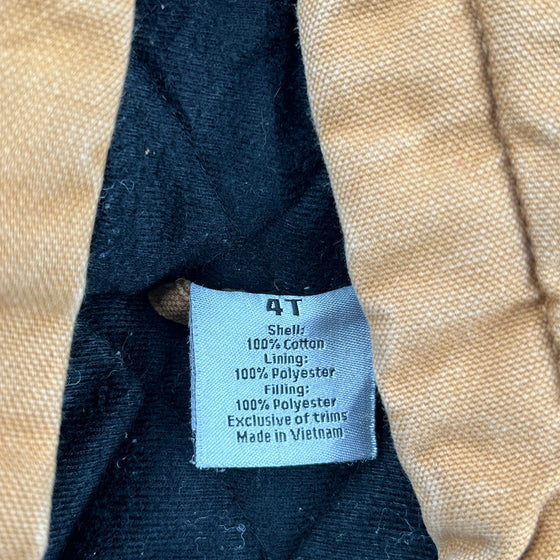 4T
Shell:
100% Cotton
Lining:
100% Polyester
Filling:
100% Polyester
Exclusive of trims
Made in Vietnam